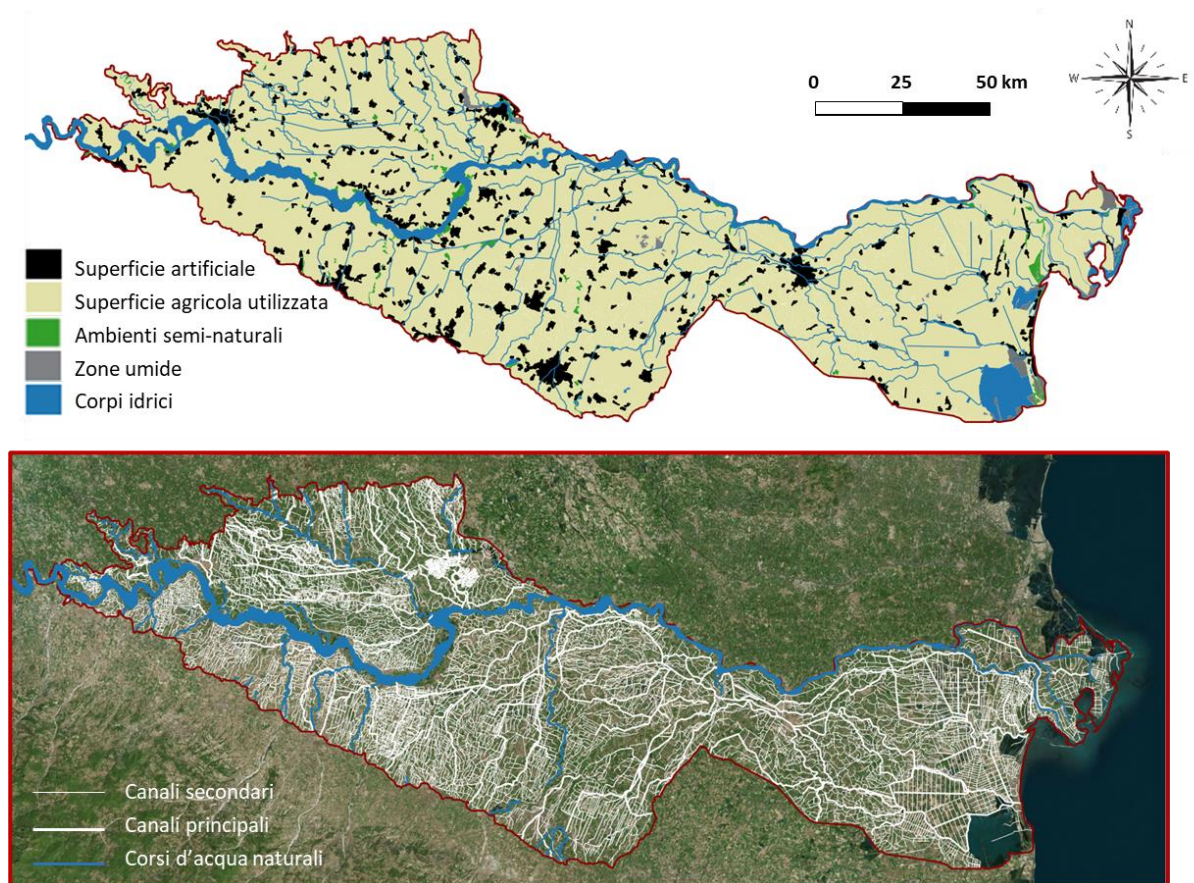 N
W
E
S
0 25 50 km
Superficie artificiale
Superficie agricola utilizzata
Ambienti semi-naturali
Zone umide
Corpi idrici
Canali secondari
Canali principali
Corsi d'acqua naturali